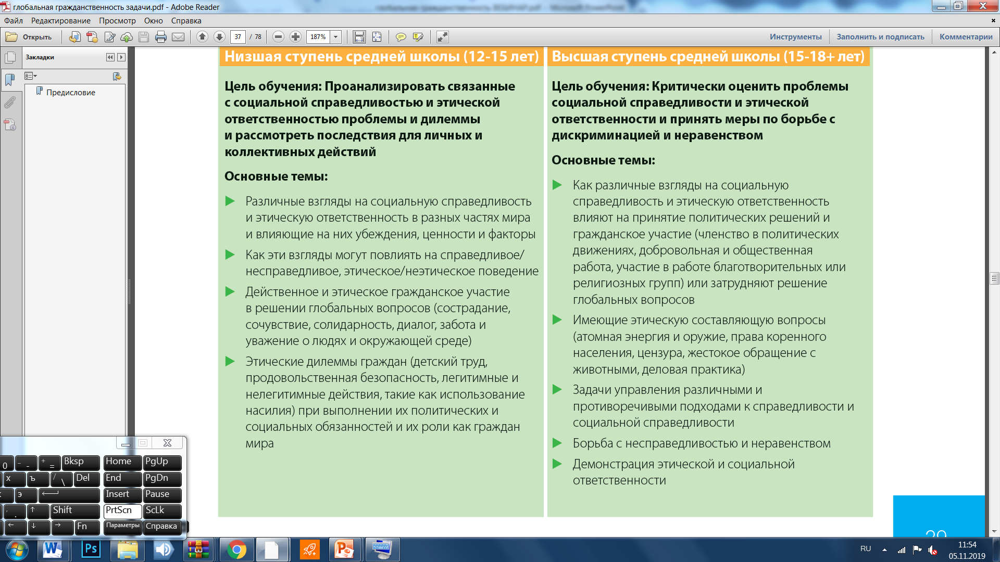 глобальная гражданственность задачи.pdf - Adobe Reader
Файл Редактирование Просмотр Окно Справка
Открыть 37 / 78 187% Инструменты Заполнить и подписать Комментарии
Закладки
Предисловие
Низшая ступень средней школы (12-15 лет)
Цель обучения: Проанализировать связанные
с социальной справедливостью и этической
ответственностью проблемы и дилеммы
и рассмотреть последствия для личных и
коллективных действий
Основные темы:
Различные взгляды на социальную справедливость
и этическую ответственность в разных частях мира
и влияющие на них убеждения, ценности и факторы
Как эти взгляды могут повлиять на справедливое/
несправедливое, этическое/неэтическое поведение
Действенное и этическое гражданское участие
в решении глобальных вопросов (сострадание,
сочувствие, солидарность, диалог, забота и
уважение о людях и окружающей среде)
Этические дилеммы граждан (детский труд,
продовольственная безопасность, легитимные и
нелегитимные действия, такие как использование
насилия) при выполнении их политических и
социальных обязанностей и их роли как граждан
мира
Высшая ступень средней школы (15-18+ лет)
Цель обучения: Критически оценить проблемы
социальной справедливости и этической
ответственности и принять меры по борьбе с
дискриминацией и неравенством
Основные темы:
Как различные взгляды на социальную
справедливость и этическую ответственность
влияют на принятие политических решений и
гражданское участие (членство в политических
движениях, добровольная и общественная
работа, участие в работе благотворительных или
религиозных групп) или затрудняют решение
глобальных вопросов
Имеющие этическую составляющую вопросы
(атомная энергия и оружие, права коренного
населения, цензура, жестокое обращение с
животными, деловая практика)
Задачи управления различными и
противоречивыми подходами к справедливости и
социальной справедливости
Борьба с несправедливостью и неравенством
Демонстрация этической и социальной
ответственности
0 _ - + = Bksp Home PgUp
х ъ / \ Del End PgDn
э Insert Pause
, . ↑ Shift PrtScn ScLk
← ↓ → Fn Параметры Справка
RU 11:54
05.11.2019